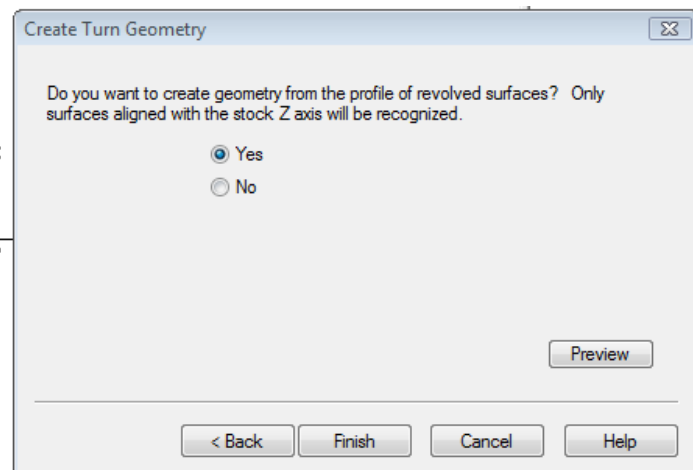 Create Turn Geometry
Do you want to create geometry from the profile of revolved surfaces?  Only
surfaces aligned with the stock Z axis will be recognized.
Yes
No
Preview
< Back Finish Cancel Help